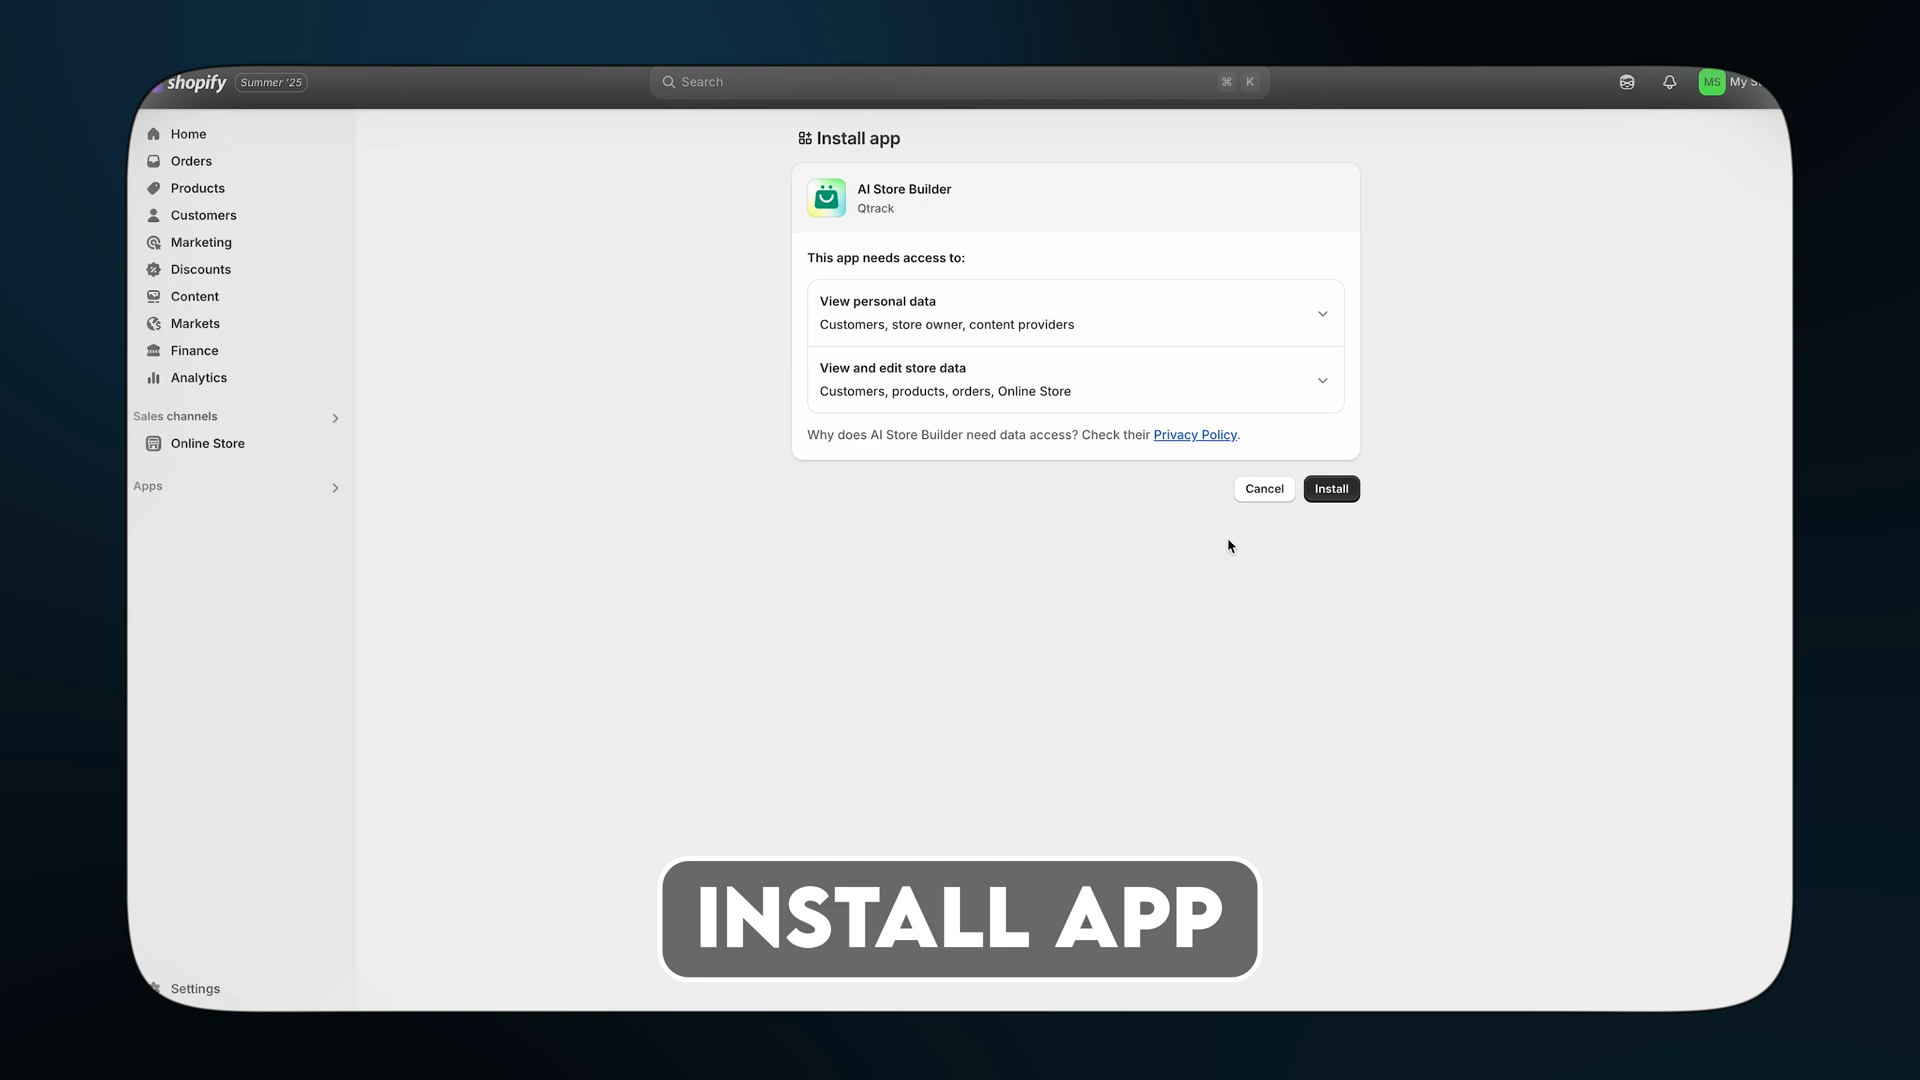 shopify Summer '25
Search
⌘ K
MS My S
Home
Orders
Products
Customers
Marketing
Discounts
Content
Markets
Finance
Analytics
Sales channels
Online Store
Apps
Settings
Install app
AI Store Builder
Qtrack
This app needs access to:
View personal data
Customers, store owner, content providers
View and edit store data
Customers, products, orders, Online Store
Why does AI Store Builder need data access? Check their Privacy Policy.
Cancel
Install
INSTALL APP